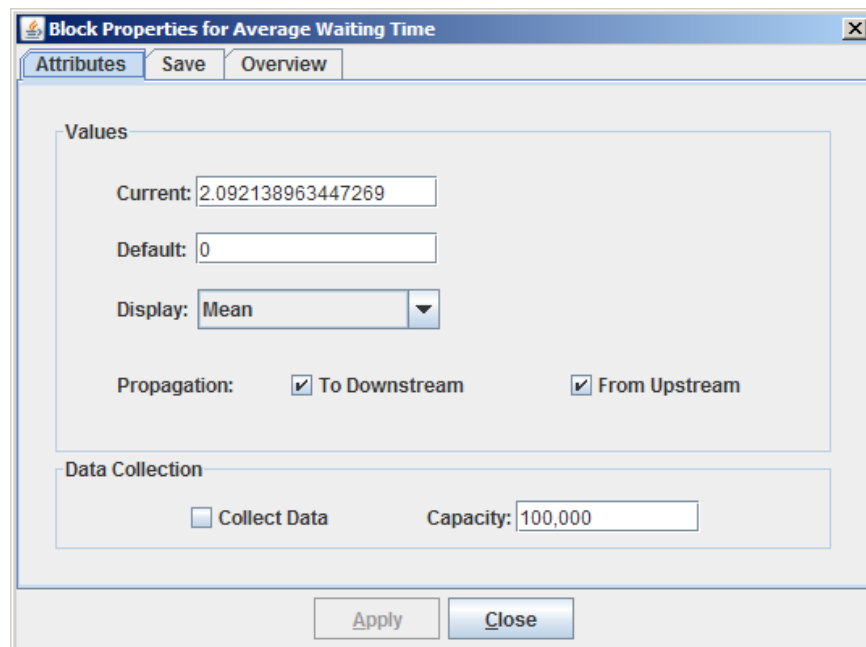 Block Properties for Average Waiting Time
Attributes Save Overview
Values
Current: 2.092138963447269
Default: 0
Display: Mean
Propagation: To Downstream From Upstream
Data Collection
Collect Data Capacity: 100,000
Apply Close